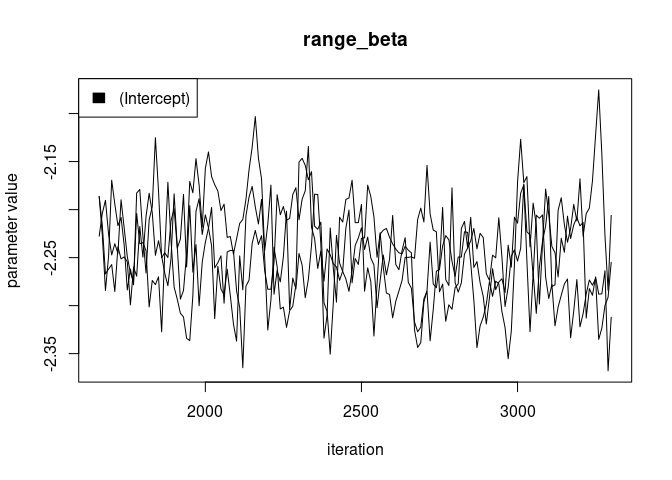 range_beta
(Intercept)
parameter value
-2.15
-2.25
-2.35
2000 2500 3000
iteration